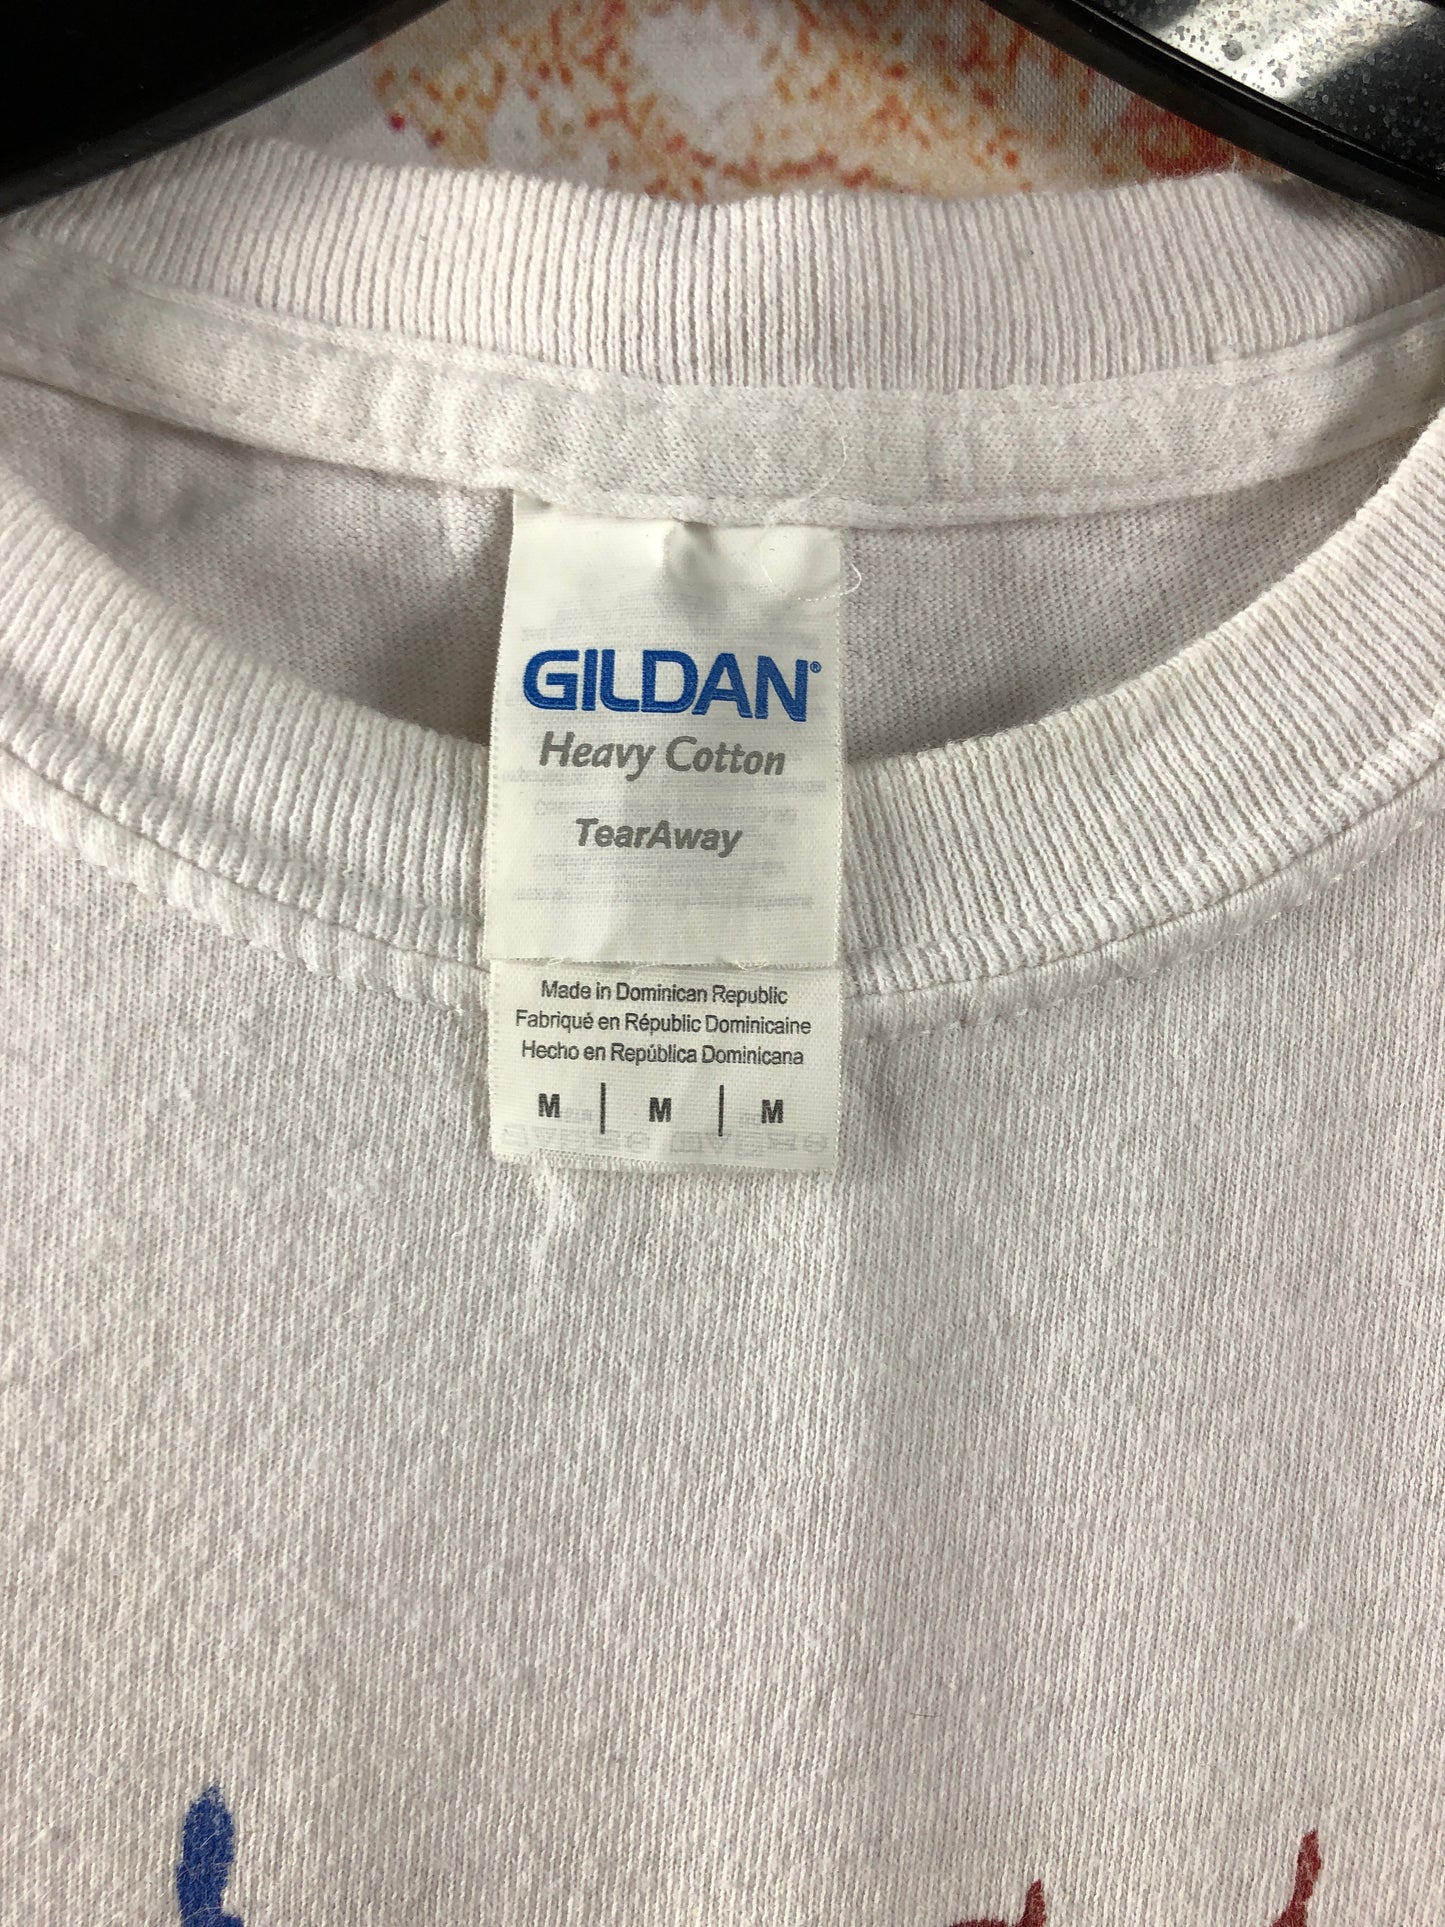 GILDAN®
Heavy Cotton
TearAway
Made in Dominican Republic
Fabriqué en Républic Dominicaine
Hecho en República Dominicana
M | M | M